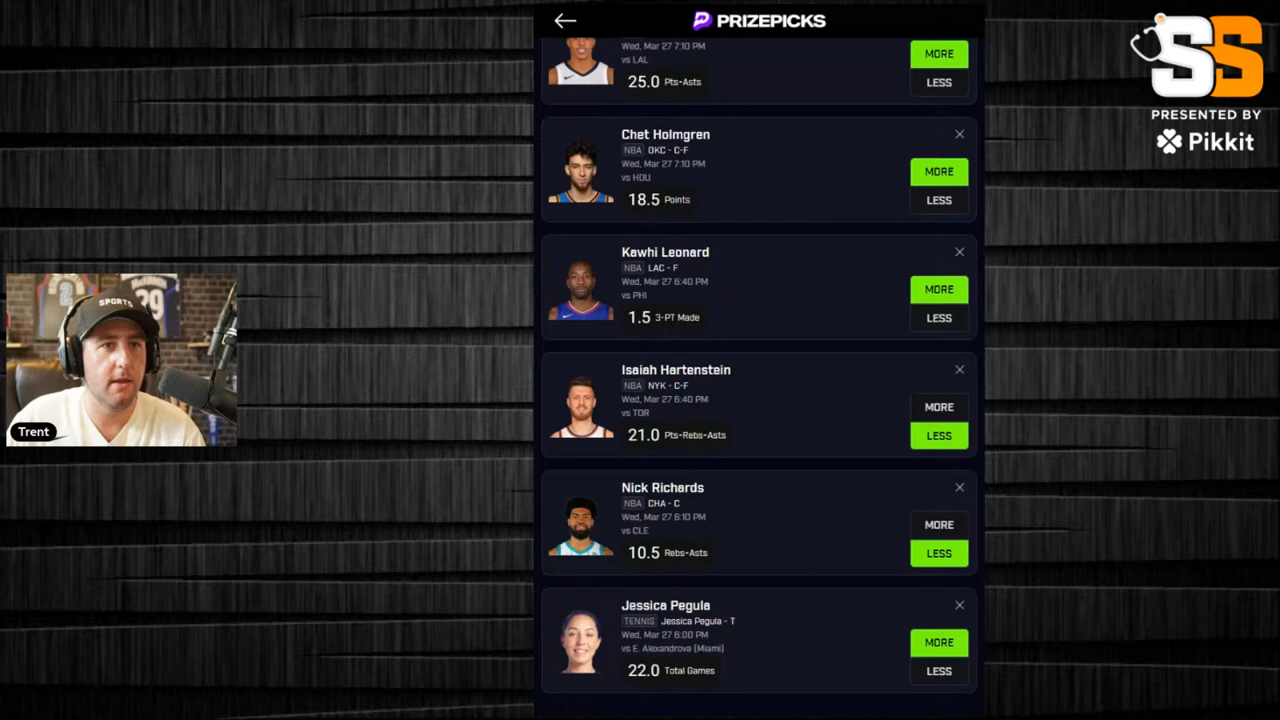 PRIZEPICKS
Wed, Mar 27 7:10 PM
vs LAL
25.0 Pts+Asts
MORE
LESS
Chet Holmgren
NBA OKC - C-F
Wed, Mar 27 7:10 PM
vs HOU
18.5 Points
MORE
LESS
Kawhi Leonard
NBA LAC - F
Wed, Mar 27 6:40 PM
vs PHI
1.5 3-PT Made
MORE
LESS
Isaiah Hartenstein
NBA NYK - C-F
Wed, Mar 27 6:40 PM
vs TOR
21.0 Pts+Rebs+Asts
MORE
LESS
Nick Richards
NBA CHA - C
Wed, Mar 27 6:10 PM
vs CLE
10.5 Rebs+Asts
MORE
LESS
Jessica Pegula
TENNIS Jessica Pegula - T
Wed, Mar 27 6:00 PM
vs E. Alexandrova (Miami)
22.0 Total Games
MORE
LESS
SS
PRESENTED BY
Pikkit
SPORTS
2
29
Trent